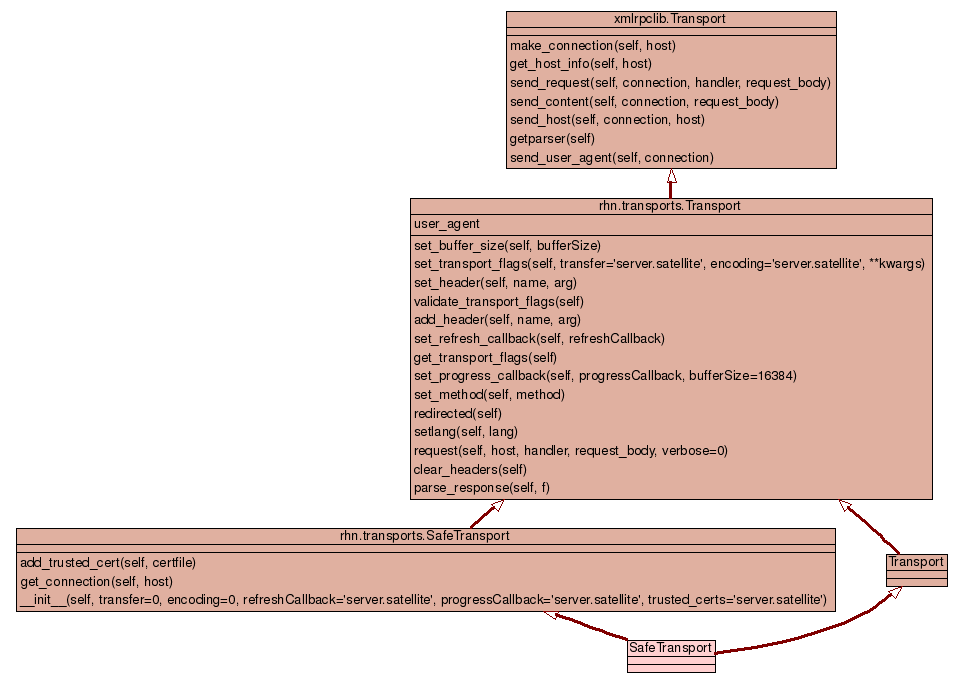 xmlrpclib.Transport
make_connection(self, host)
get_host_info(self, host)
send_request(self, connection, handler, request_body)
send_content(self, connection, request_body)
send_host(self, connection, host)
getparser(self)
send_user_agent(self, connection)
rhn.transports.Transport
user_agent
set_buffer_size(self, bufferSize)
set_transport_flags(self, transfer='server.satellite', encoding='server.satellite', **kwargs)
set_header(self, name, arg)
validate_transport_flags(self)
add_header(self, name, arg)
set_refresh_callback(self, refreshCallback)
get_transport_flags(self)
set_progress_callback(self, progressCallback, bufferSize=16384)
set_method(self, method)
redirected(self)
setlang(self, lang)
request(self, host, handler, request_body, verbose=0)
clear_headers(self)
parse_response(self, f)
rhn.transports.SafeTransport
add_trusted_cert(self, certfile)
get_connection(self, host)
__init__(self, transfer=0, encoding=0, refreshCallback='server.satellite', progressCallback='server.satellite', trusted_certs='server.satellite')
Transport
SafeTransport